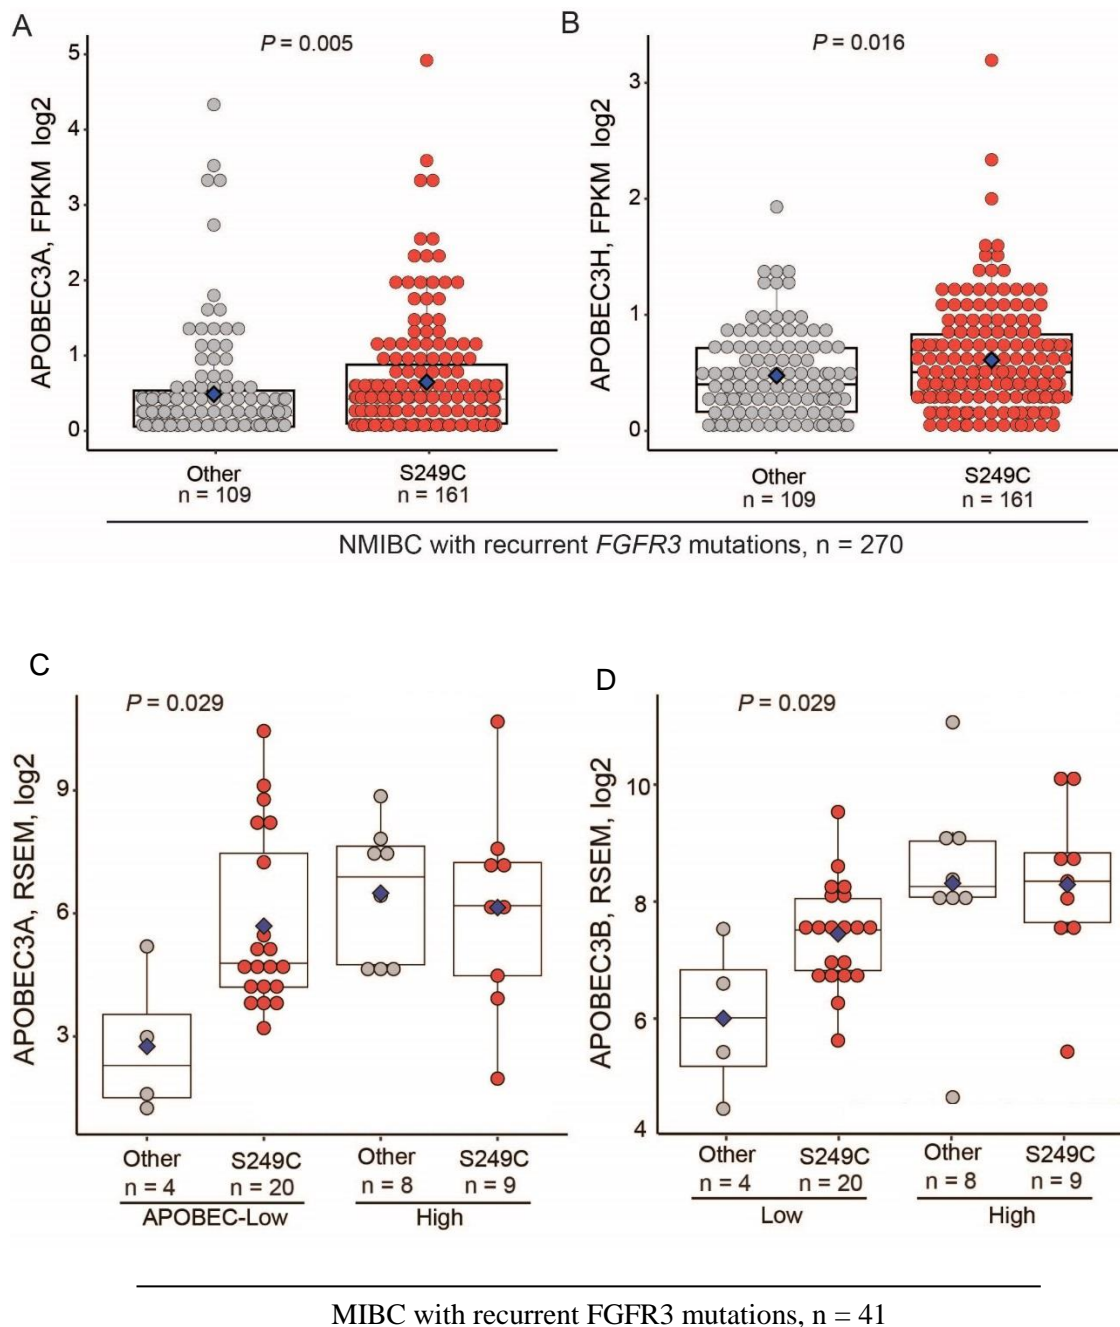 A
P = 0.005
APOBEC3A, FPKM log2
5
4
3
2
1
0
Other
n = 109
S249C
n = 161
B
P = 0.016
APOBEC3H, FPKM log2
3
2
1
0
Other
n = 109
S249C
n = 161
NMIBC with recurrent FGFR3 mutations, n = 270
C
P = 0.029
APOBEC3A, RSEM, log2
9
6
3
Other
n = 4
S249C
n = 20
Other
n = 8
S249C
n = 9
APOBEC-Low
High
D
P = 0.029
APOBEC3B, RSEM, log2
10
8
6
4
Other
n = 4
S249C
n = 20
Other
n = 8
S249C
n = 9
Low
High
MIBC with recurrent FGFR3 mutations, n = 41